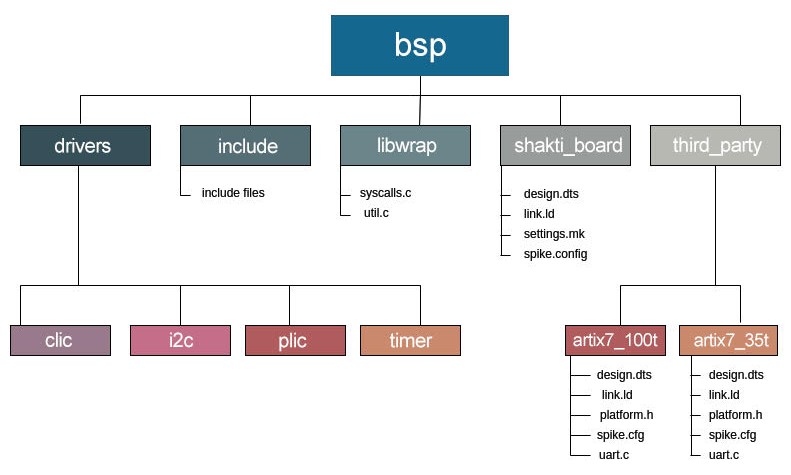 bsp
drivers
include
libwrap
shakti_board
third_party
include files
syscalls.c
util.c
design.dts
link.ld
settings.mk
spike.config
clic
i2c
plic
timer
artix7_100t
artix7_35t
design.dts
link.ld
platform.h
spike.cfg
uart.c
design.dts
link.ld
platform.h
spike.cfg
uart.c